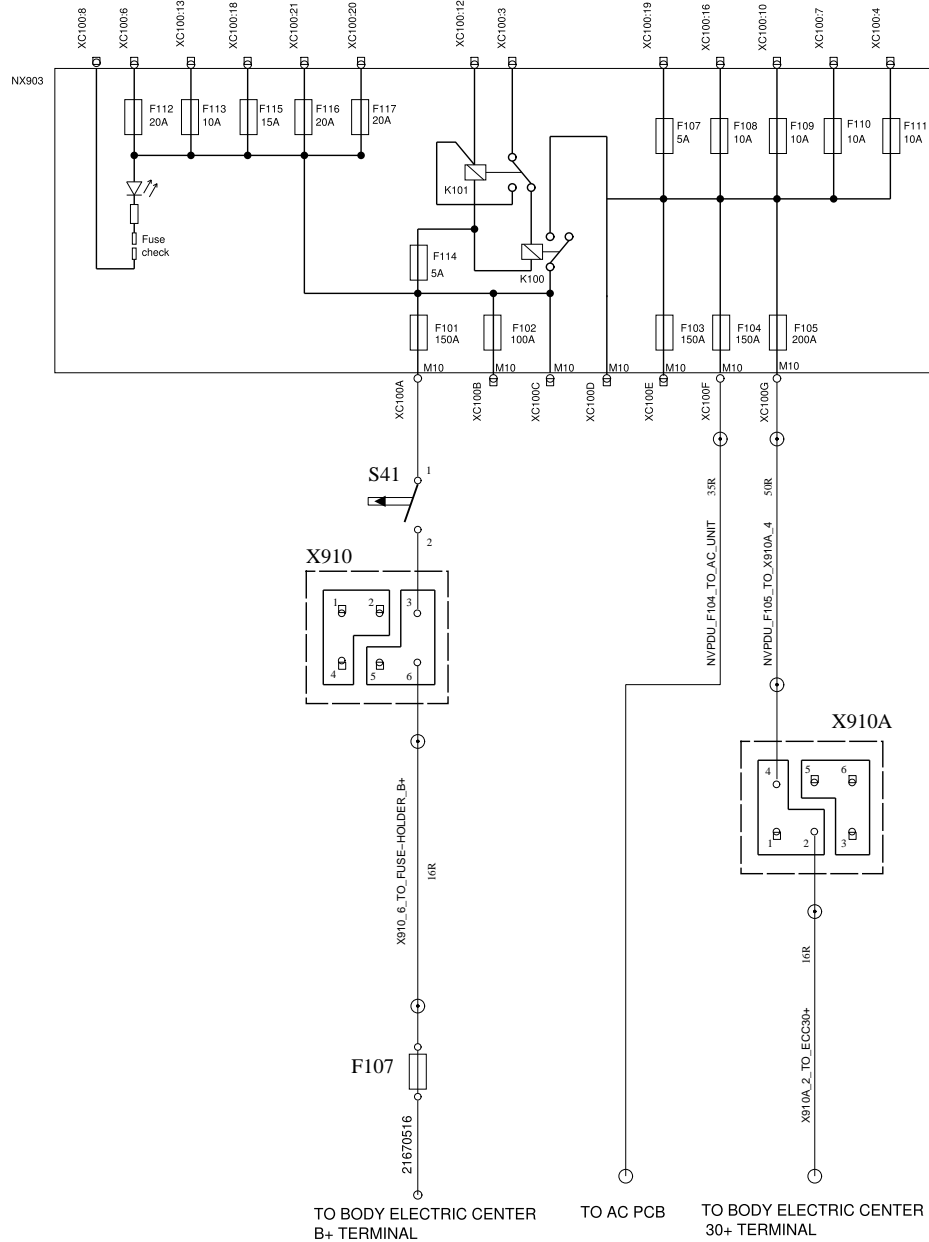 XC100:8
XC100:6
XC100:13
XC100:18
XC100:21
XC100:20
XC100:12
XC100:3
XC100:19
XC100:16
XC100:10
XC100:7
XC100:4
NX903
F112
20A
F113
10A
F115
15A
F116
20A
F117
20A
F107
5A
F108
10A
F109
10A
F110
10A
F111
10A
K101
Fuse
check
F114
5A
K100
F101
150A
F102
100A
F103
150A
F104
150A
F105
200A
M10
M10
M10
M10
M10
M10
M10
XC100A
XC100B
XC100C
XC100D
XC100E
XC100F
XC100G
S41
1
2
35R
50R
NVPDU_F104_TO_AC_UNIT
NVPDU_F105_TO_X910A_4
X910
1
2
3
4
5
6
X910A
4
5
6
1
2
3
X910_6_TO_FUSE-HOLDER_B+
16R
16R
X910A_2_TO_ECC30+
F107
21670516
TO BODY ELECTRIC CENTER
B+ TERMINAL
TO AC PCB
TO BODY ELECTRIC CENTER
30+ TERMINAL